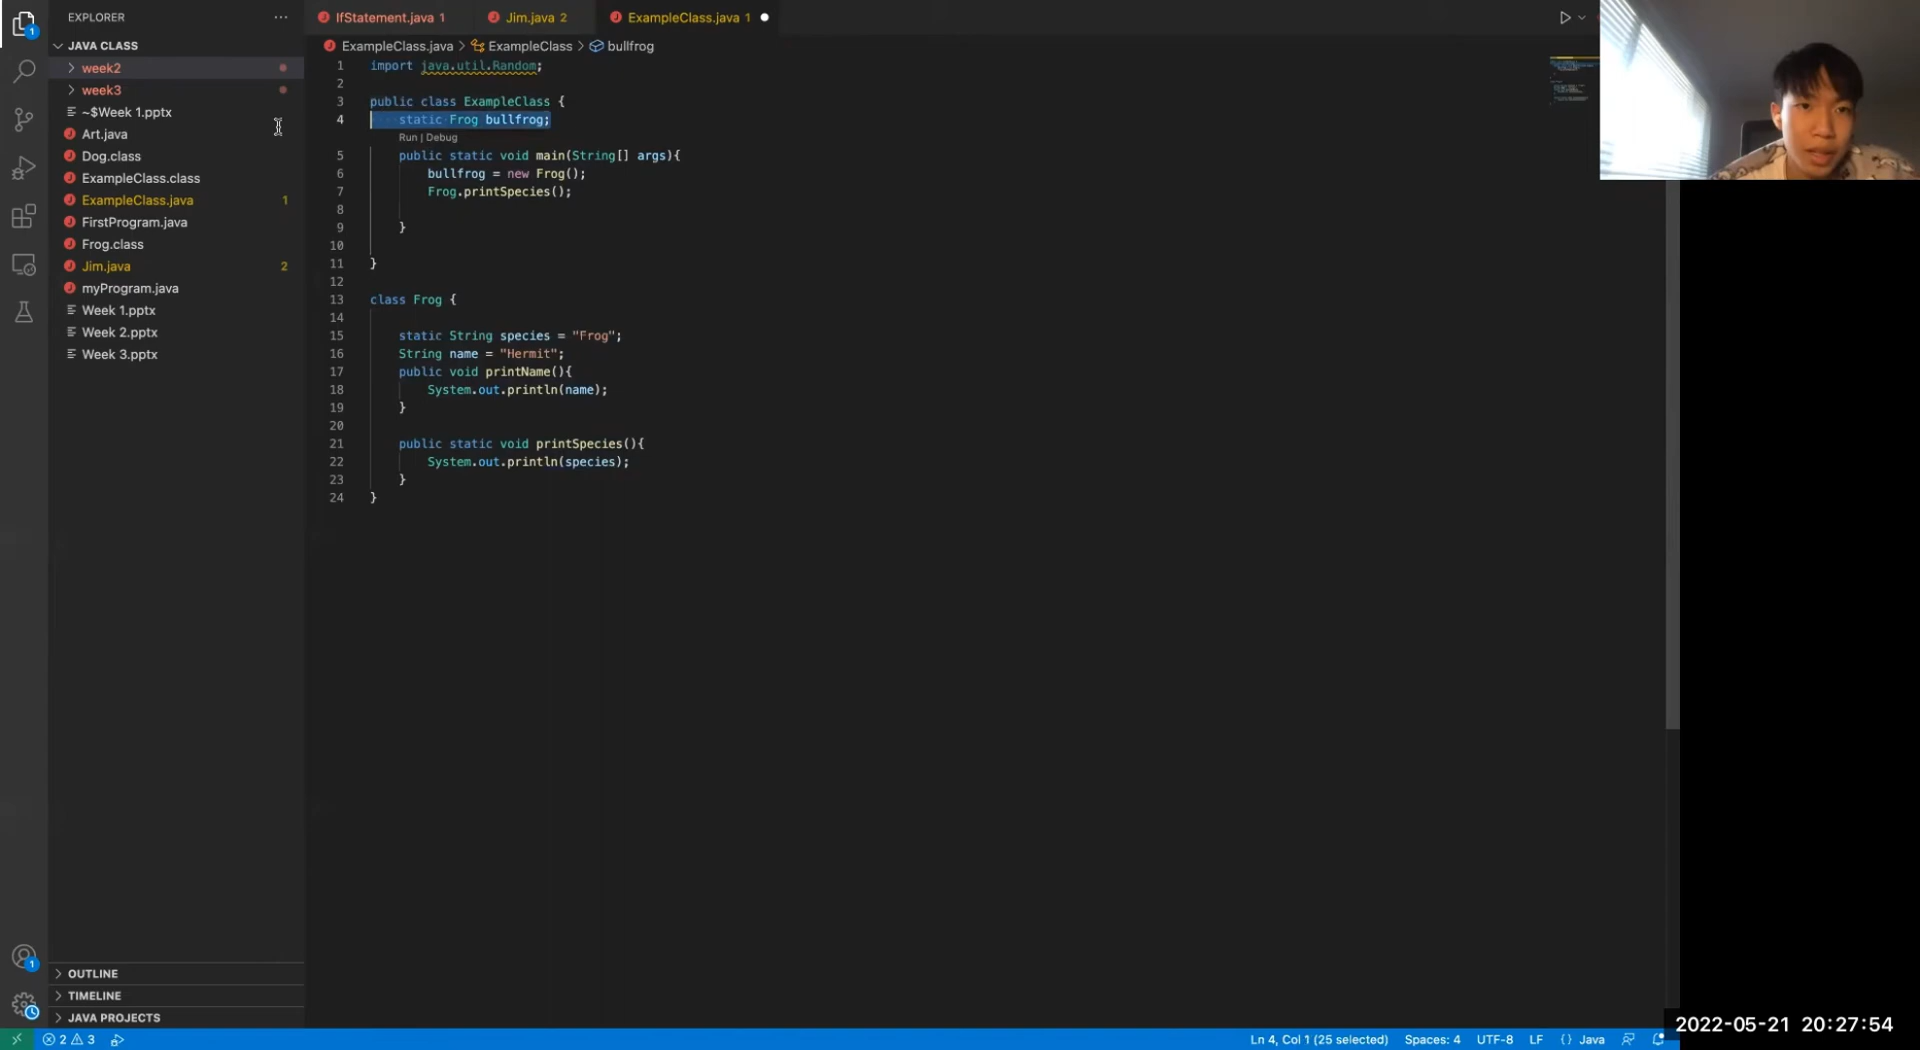 EXPLORER
JAVA CLASS
week2
week3
~$Week 1.pptx
Art.java
Dog.class
ExampleClass.class
ExampleClass.java 1
FirstProgram.java
Frog.class
Jim.java 2
myProgram.java
Week 1.pptx
Week 2.pptx
Week 3.pptx
OUTLINE
TIMELINE
JAVA PROJECTS
IfStatement.java 1
Jim.java 2
ExampleClass.java 1
ExampleClass.java > ExampleClass > bullfrog
1 import java.util.Random;
2
3 public class ExampleClass {
4 static Frog bullfrog;
Run | Debug
5 public static void main(String[] args){
6 bullfrog = new Frog();
7 Frog.printSpecies();
8
9 }
10
11 }
12
13 class Frog {
14
15 static String species = "Frog";
16 String name = "Hermit";
17 public void printName(){
18 System.out.println(name);
19 }
20
21 public static void printSpecies(){
22 System.out.println(species);
23 }
24 }
2 3
Ln 4, Col 1 (25 selected) Spaces: 4 UTF-8 LF {} Java
1
1
2022-05-21 20:27:54